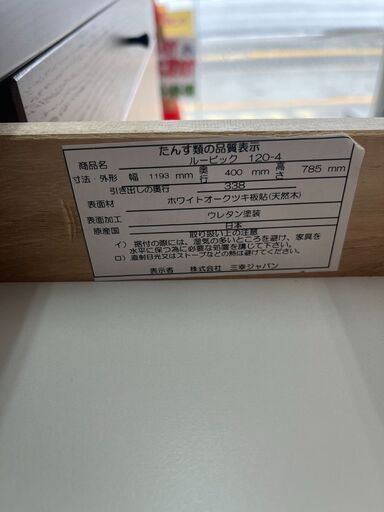 たんす類の品質表示
商品名 ルービック 120-4
寸法・外形 幅 1193 mm 奥行 400 mm 高さ 785 mm
引き出しの奥行 338
表面材 ホワイトオークツキ板貼(天然木)
表面加工 ウレタン塗装
原産国 日本
取り扱い上の注意
イ) 据付の際には、湿気の多いところを避け、家具を
水平に保つ為に必要な処置を講じて下さい。
ロ) 直射日光又はストーブなどの熱は避けてください。
表示者 株式会社 三幸ジャパン